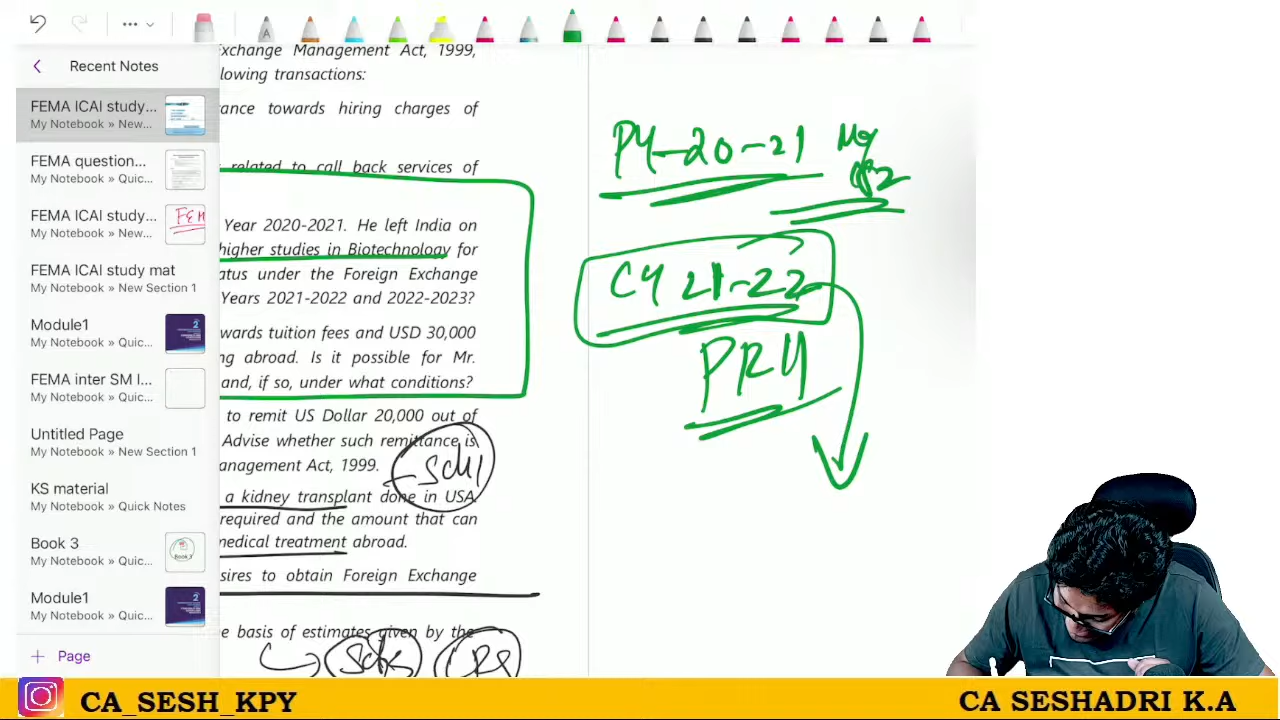 Recent Notes
FEMA ICAI study...
My Notebook » New...
FEMA question...
My Notebook » Quic...
FEMA ICAI study...
My Notebook » New...
FEMA ICAI study mat
My Notebook » New Section 1
Module1
My Notebook » Quic...
FEMA inter SM I...
My Notebook » Quic...
Untitled Page
My Notebook » New Section 1
KS material
My Notebook » Quick Notes
Book 3
My Notebook » Quic...
Module1
My Notebook » Quic...
+ Page
FEM
Book 3
Exchange Management Act, 1999,
llowing transactions:
ance towards hiring charges of
related to call back services of
Year 2020-2021. He left India on
higher studies in Biotechnology for
atus under the Foreign Exchange
Years 2021-2022 and 2022-2023?
wards tuition fees and USD 30,000
ng abroad. Is it possible for Mr.
and, if so, under what conditions?
to remit US Dollar 20,000 out of
Advise whether such remittance is
anagement Act, 1999.
a kidney transplant done in USA
required and the amount that can
medical treatment abroad.
sires to obtain Foreign Exchange
e basis of estimates given by the
Sch1
PY-20-21
CY 21-22
A
CA_SESH_KPY
CA SESHADRI K.A